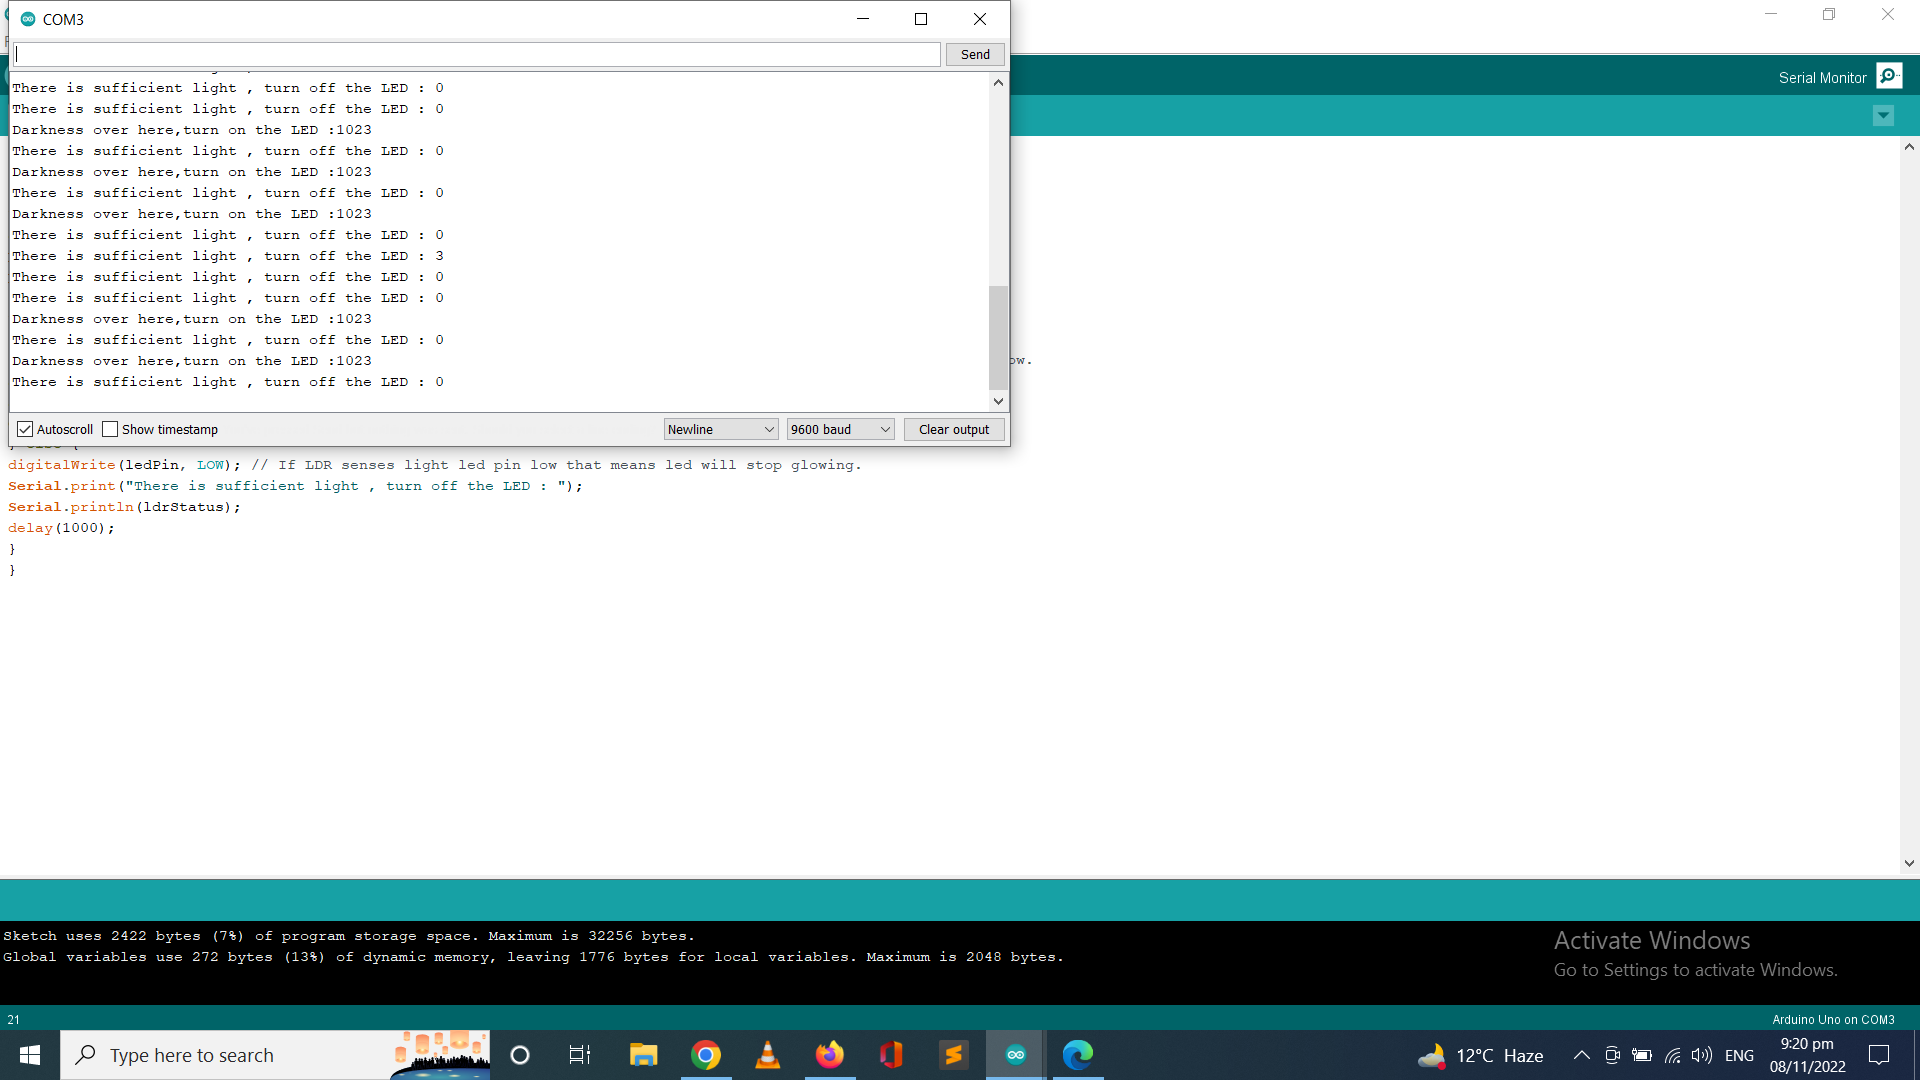 COM3
Send
There is sufficient light , turn off the LED : 0
There is sufficient light , turn off the LED : 0
Darkness over here,turn on the LED :1023
There is sufficient light , turn off the LED : 0
Darkness over here,turn on the LED :1023
There is sufficient light , turn off the LED : 0
Darkness over here,turn on the LED :1023
There is sufficient light , turn off the LED : 0
There is sufficient light , turn off the LED : 3
There is sufficient light , turn off the LED : 0
There is sufficient light , turn off the LED : 0
Darkness over here,turn on the LED :1023
There is sufficient light , turn off the LED : 0
Darkness over here,turn on the LED :1023
There is sufficient light , turn off the LED : 0
Autoscroll Show timestamp Newline 9600 baud Clear output
Serial Monitor
ow.
digitalWrite(ledPin, LOW); // If LDR senses light led pin low that means led will stop glowing.
Serial.print("There is sufficient light , turn off the LED : ");
Serial.println(ldrStatus);
delay(1000);
}
}
Sketch uses 2422 bytes (7%) of program storage space. Maximum is 32256 bytes.
Global variables use 272 bytes (13%) of dynamic memory, leaving 1776 bytes for local variables. Maximum is 2048 bytes.
Activate Windows
Go to Settings to activate Windows.
21
Arduino Uno on COM3
Type here to search
12°C Haze
ENG
9:20 pm
08/11/2022